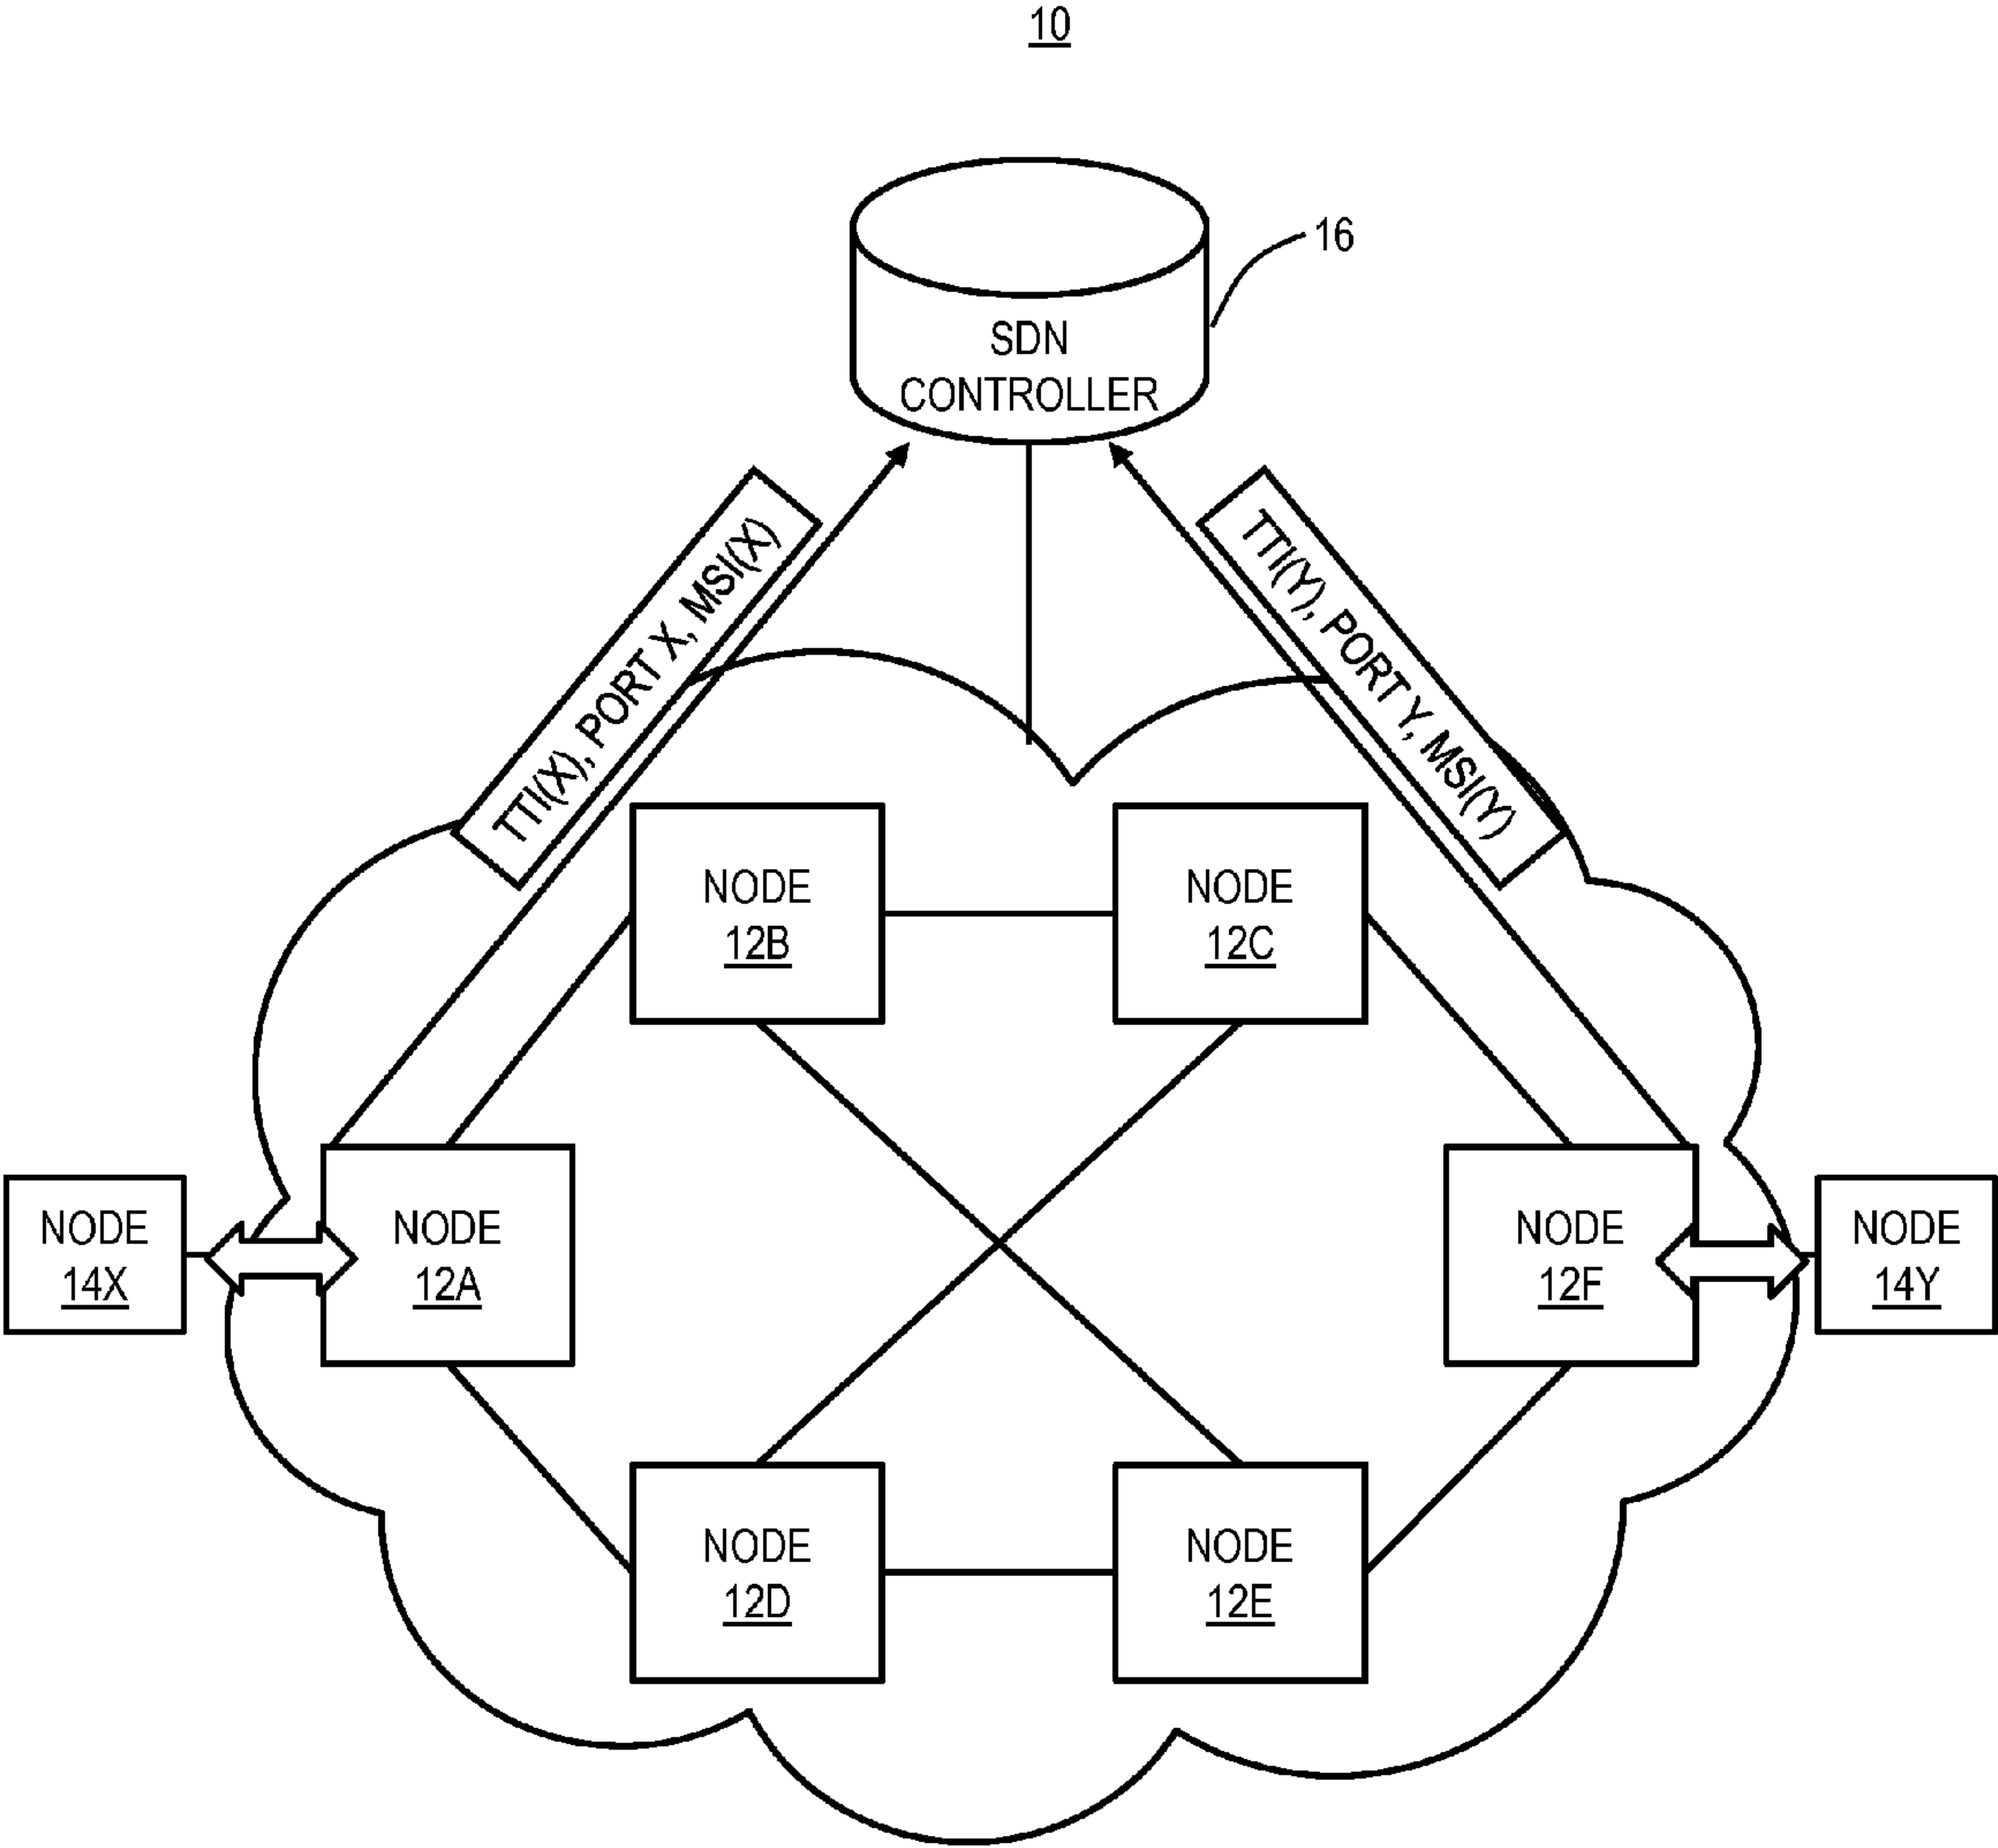 10
16
SDN
CONTROLLER
TTI(X), PORT X, MSI(X)
TTI(Y), PORT Y, MSI(Y)
NODE
12B
NODE
12C
NODE
14X
NODE
12A
NODE
12F
NODE
14Y
NODE
12D
NODE
12E